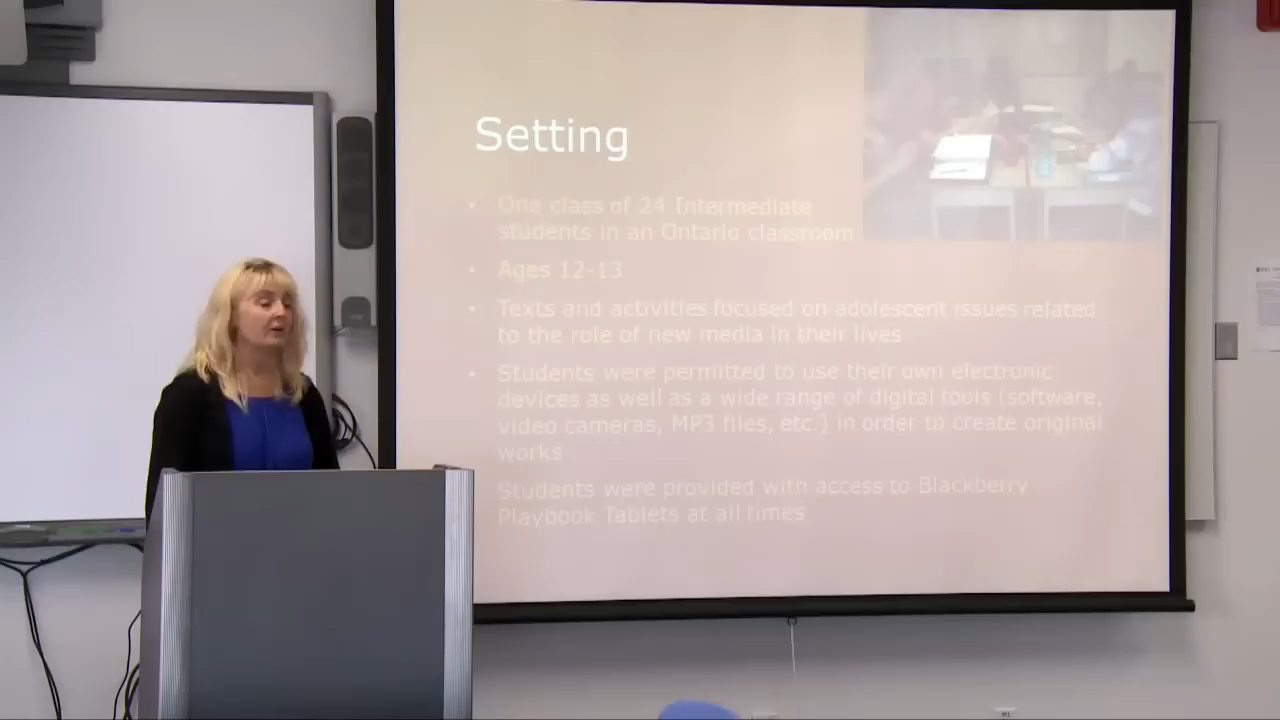 Setting
• One class of 24 Intermediate
students in an Ontario classroom
• Ages 12-13
• Texts and activities focused on adolescent issues related
to the role of new media in their lives
• Students were permitted to use their own electronic
devices as well as a wide range of digital tools (software,
video cameras, MP3 files, etc.) in order to create original
works
Students were provided with access to Blackberry
Playbook Tablets at all times